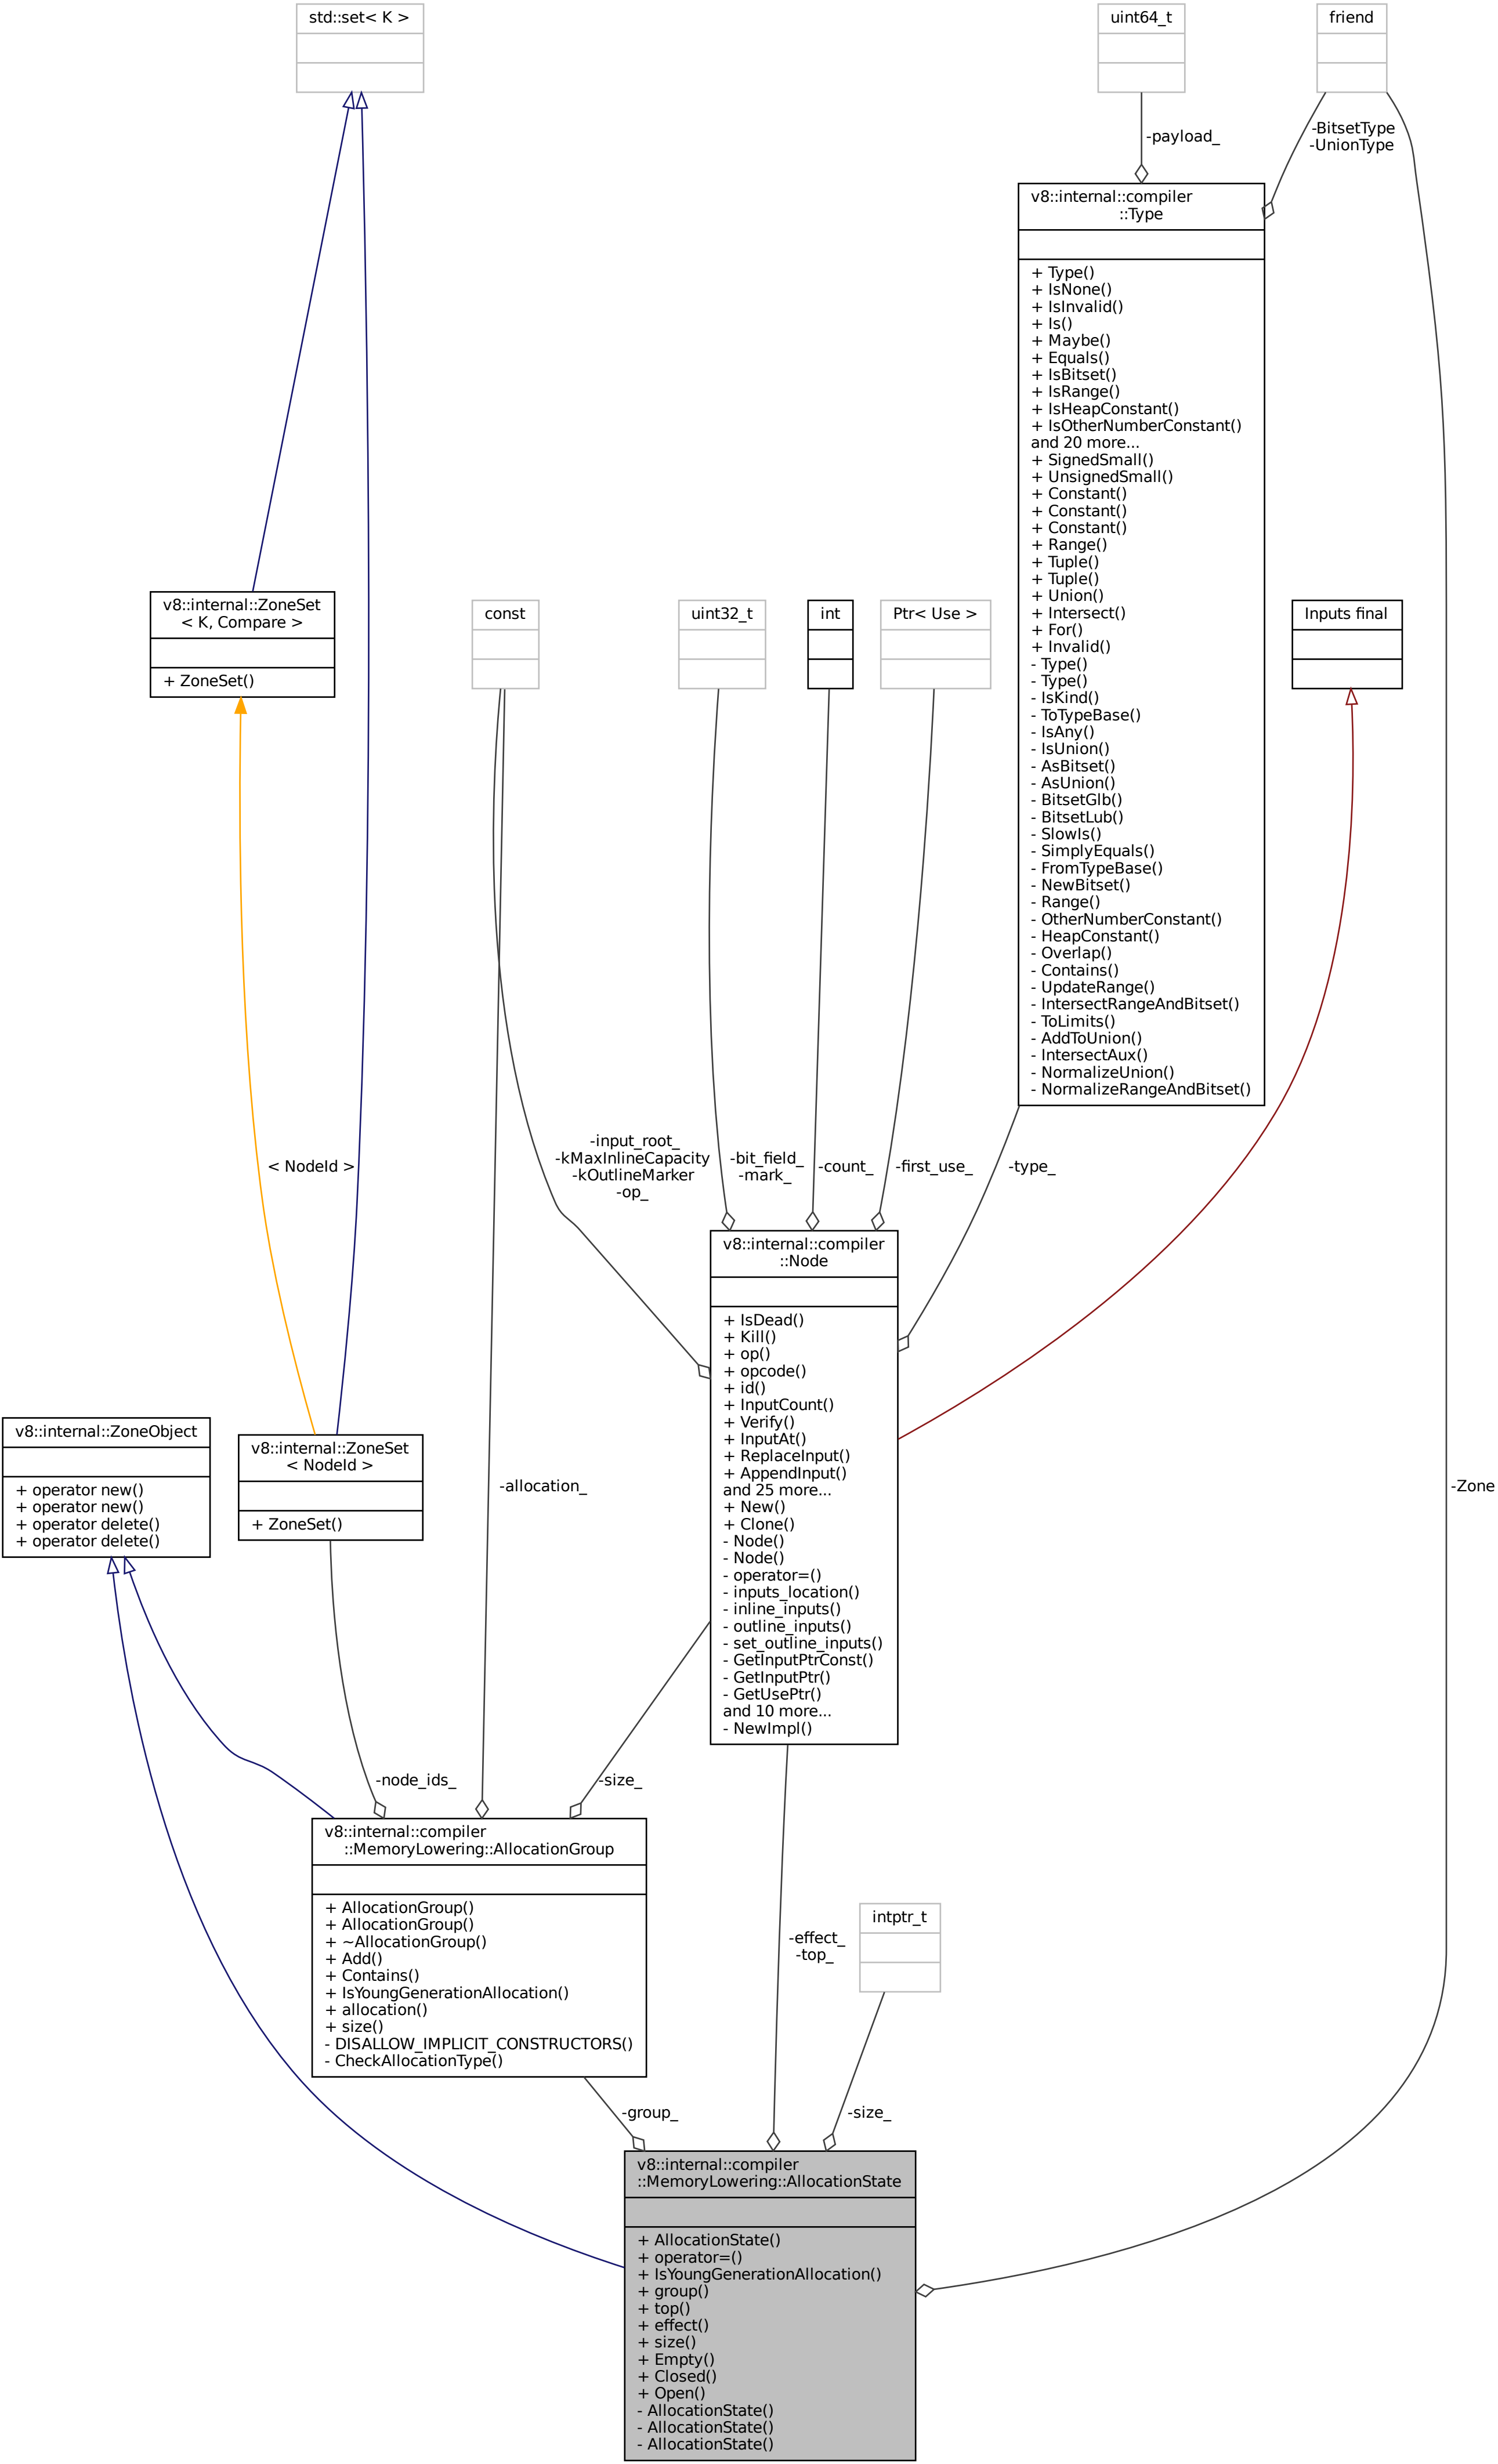 std::set< K >
uint64_t
friend
-payload_
-BitsetType
-UnionType
v8::internal::compiler
::Type
+ Type()
+ IsNone()
+ IsInvalid()
+ Is()
+ Maybe()
+ Equals()
+ IsBitset()
+ IsRange()
+ IsHeapConstant()
+ IsOtherNumberConstant()
and 20 more...
+ SignedSmall()
+ UnsignedSmall()
+ Constant()
+ Constant()
+ Constant()
+ Range()
+ Tuple()
+ Tuple()
+ Union()
+ Intersect()
+ For()
+ Invalid()
- Type()
- Type()
- IsKind()
- ToTypeBase()
- IsAny()
- IsUnion()
- AsBitset()
- AsUnion()
- BitsetGlb()
- BitsetLub()
- SlowIs()
- SimplyEquals()
- FromTypeBase()
- NewBitset()
- Range()
- OtherNumberConstant()
- HeapConstant()
- Overlap()
- Contains()
- UpdateRange()
- IntersectRangeAndBitset()
- ToLimits()
- AddToUnion()
- IntersectAux()
- NormalizeUnion()
- NormalizeRangeAndBitset()
v8::internal::ZoneSet
< K, Compare >
+ ZoneSet()
const
uint32_t
int
Ptr< Use >
Inputs final
< NodeId >
-input_root_
-kMaxInlineCapacity
-kOutlineMarker
-op_
-bit_field_
-mark_
-count_
-first_use_
-type_
v8::internal::compiler
::Node
+ IsDead()
+ Kill()
+ op()
+ opcode()
+ id()
+ InputCount()
+ Verify()
+ InputAt()
+ ReplaceInput()
+ AppendInput()
and 25 more...
+ New()
+ Clone()
- Node()
- Node()
- operator=()
- inputs_location()
- inline_inputs()
- outline_inputs()
- set_outline_inputs()
- GetInputPtrConst()
- GetInputPtr()
- GetUsePtr()
and 10 more...
- NewImpl()
v8::internal::ZoneObject
+ operator new()
+ operator new()
+ operator delete()
+ operator delete()
v8::internal::ZoneSet
< NodeId >
+ ZoneSet()
-allocation_
-Zone
-node_ids_
-size_
v8::internal::compiler
::MemoryLowering::AllocationGroup
+ AllocationGroup()
+ AllocationGroup()
+ ~AllocationGroup()
+ Add()
+ Contains()
+ IsYoungGenerationAllocation()
+ allocation()
+ size()
- DISALLOW_IMPLICIT_CONSTRUCTORS()
- CheckAllocationType()
-effect_
-top_
intptr_t
-group_
-size_
v8::internal::compiler
::MemoryLowering::AllocationState
+ AllocationState()
+ operator=()
+ IsYoungGenerationAllocation()
+ group()
+ top()
+ effect()
+ size()
+ Empty()
+ Closed()
+ Open()
- AllocationState()
- AllocationState()
- AllocationState()